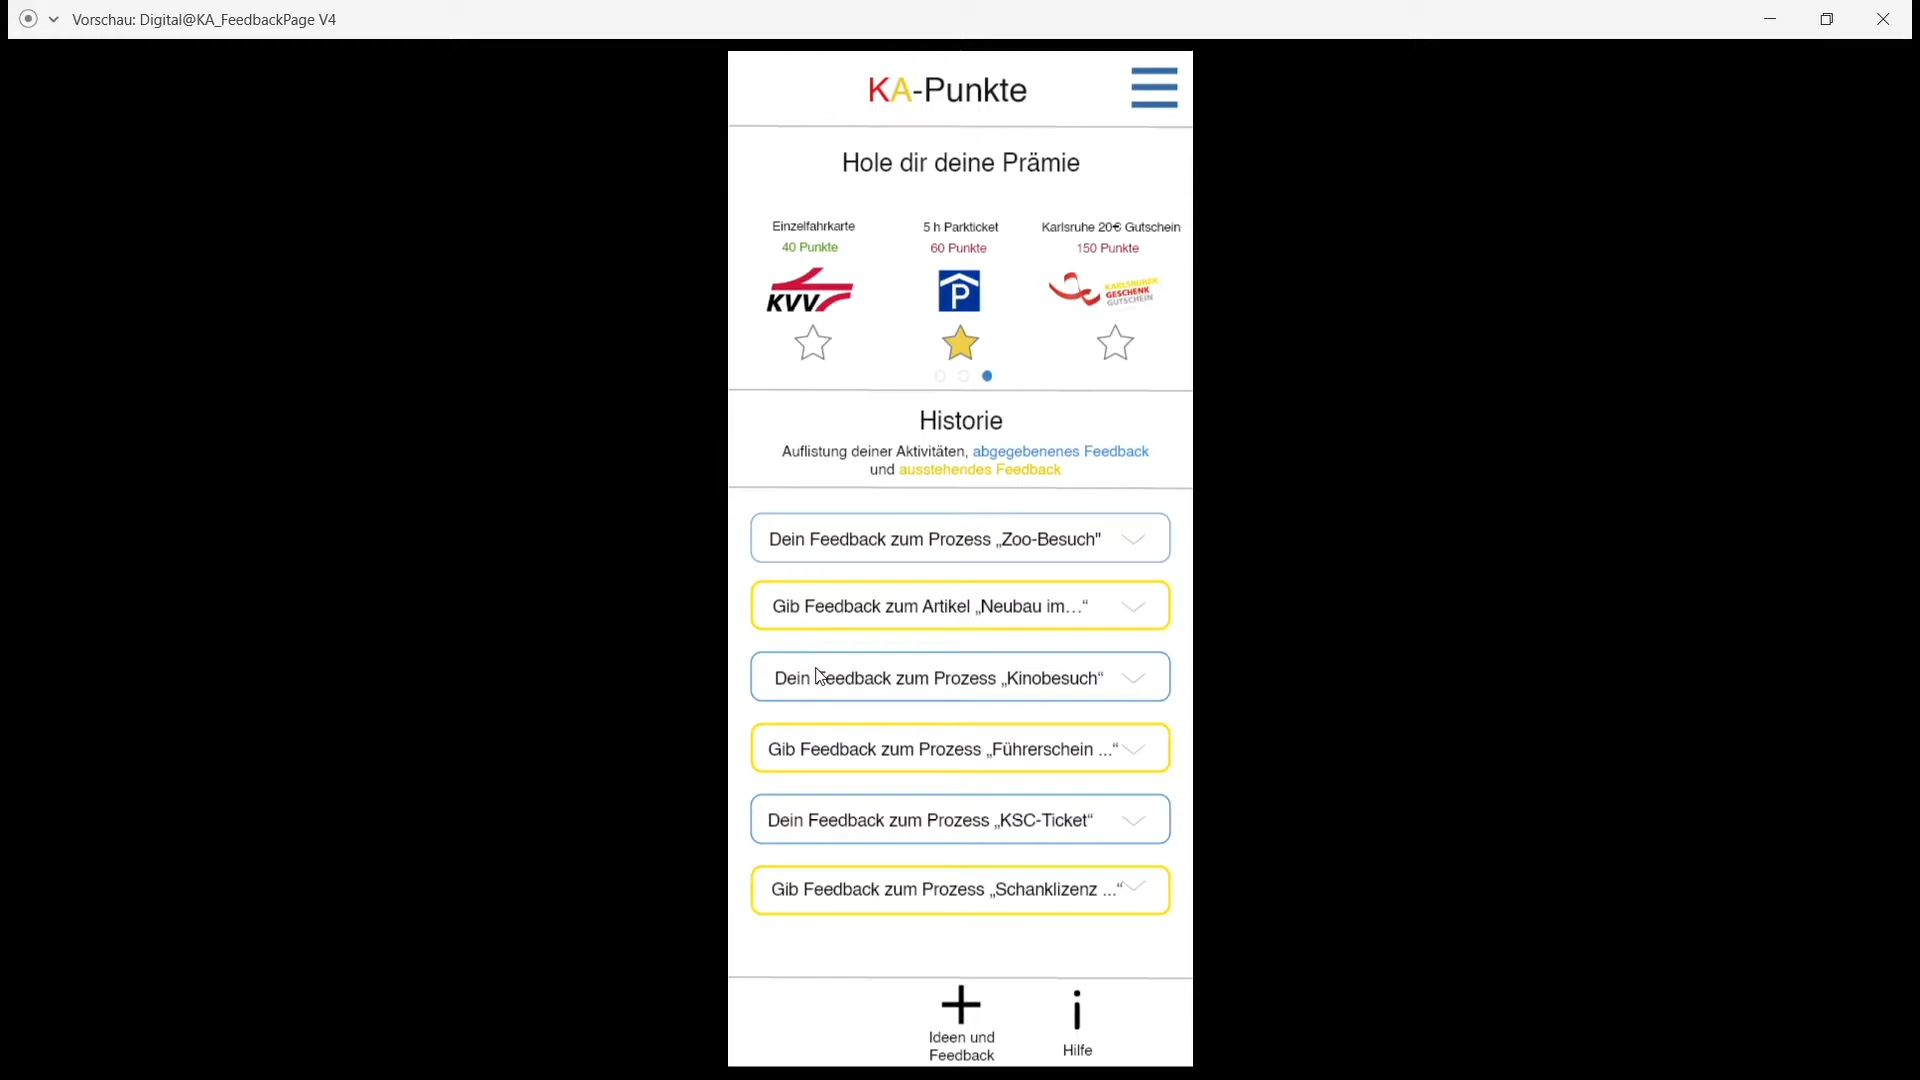 Vorschau: Digital@KA_FeedbackPage V4
KA-Punkte
Hole dir deine Prämie
Einzelfahrkarte
40 Punkte
KVV
5 h Parkticket
60 Punkte
P
Karlsruhe 20€ Gutschein
150 Punkte
KARLSRUHER
GESCHENK
GUTSCHEIN
Historie
Auflistung deiner Aktivitäten, abgegebenenes Feedback
und ausstehendes Feedback
Dein Feedback zum Prozess „Zoo-Besuch"
Gib Feedback zum Artikel „Neubau im…“
Dein Feedback zum Prozess „Kinobesuch“
Gib Feedback zum Prozess „Führerschein ...“
Dein Feedback zum Prozess „KSC-Ticket“
Gib Feedback zum Prozess „Schanklizenz ...“
Ideen und
Feedback
Hilfe